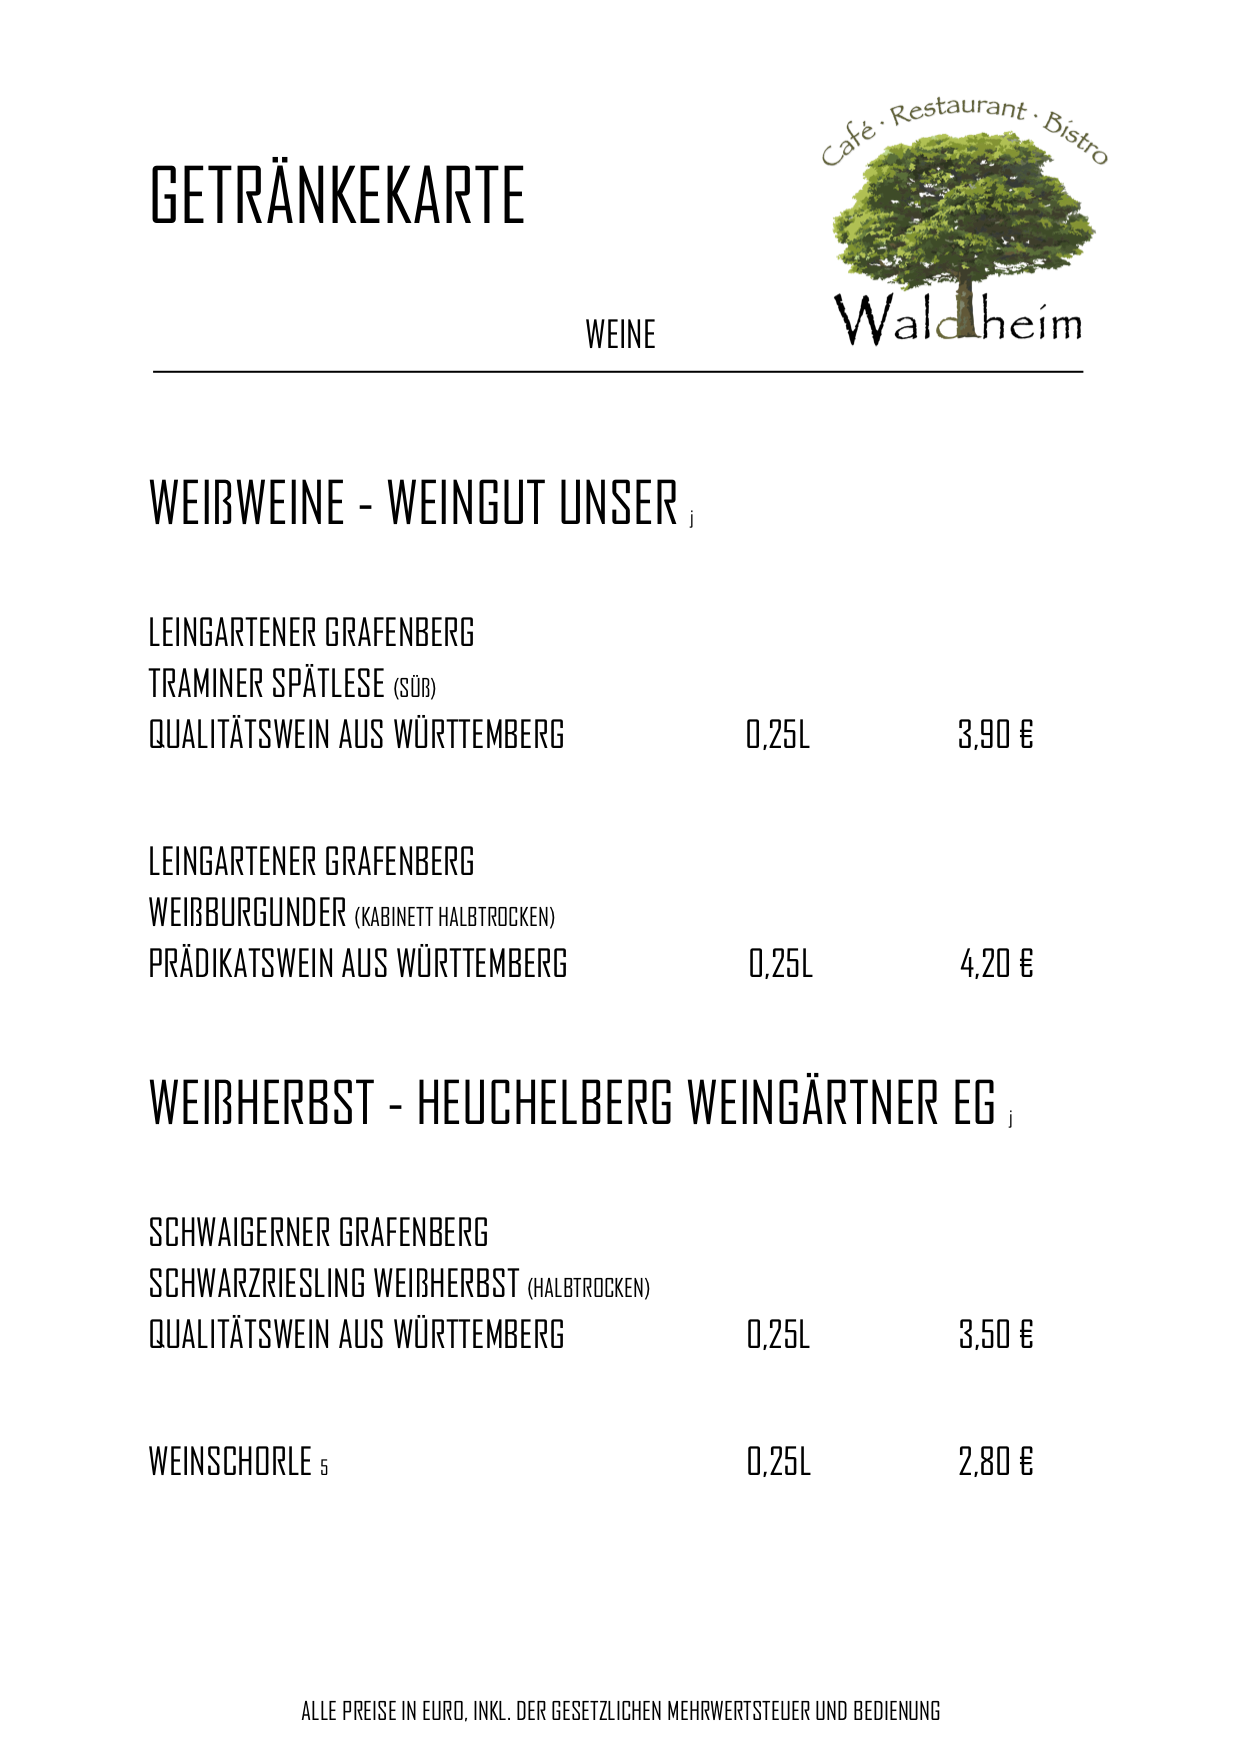 Café · Restaurant · Bistro
GETRÄNKEKARTE
Waldheim
WEINE
WEIßWEINE - WEINGUT UNSER j
LEINGARTENER GRAFENBERG
TRAMINER SPÄTLESE (SÜß)
QUALITÄTSWEIN AUS WÜRTTEMBERG 0,25L 3,90 €
LEINGARTENER GRAFENBERG
WEIßBURGUNDER (KABINETT HALBTROCKEN)
PRÄDIKATSWEIN AUS WÜRTTEMBERG 0,25L 4,20 €
WEIßHERBST - HEUCHELBERG WEINGÄRTNER EG j
SCHWAIGERNER GRAFENBERG
SCHWARZRIESLING WEIßHERBST (HALBTROCKEN)
QUALITÄTSWEIN AUS WÜRTTEMBERG 0,25L 3,50 €
WEINSCHORLE 5 0,25L 2,80 €
ALLE PREISE IN EURO, INKL. DER GESETZLICHEN MEHRWERTSTEUER UND BEDIENUNG